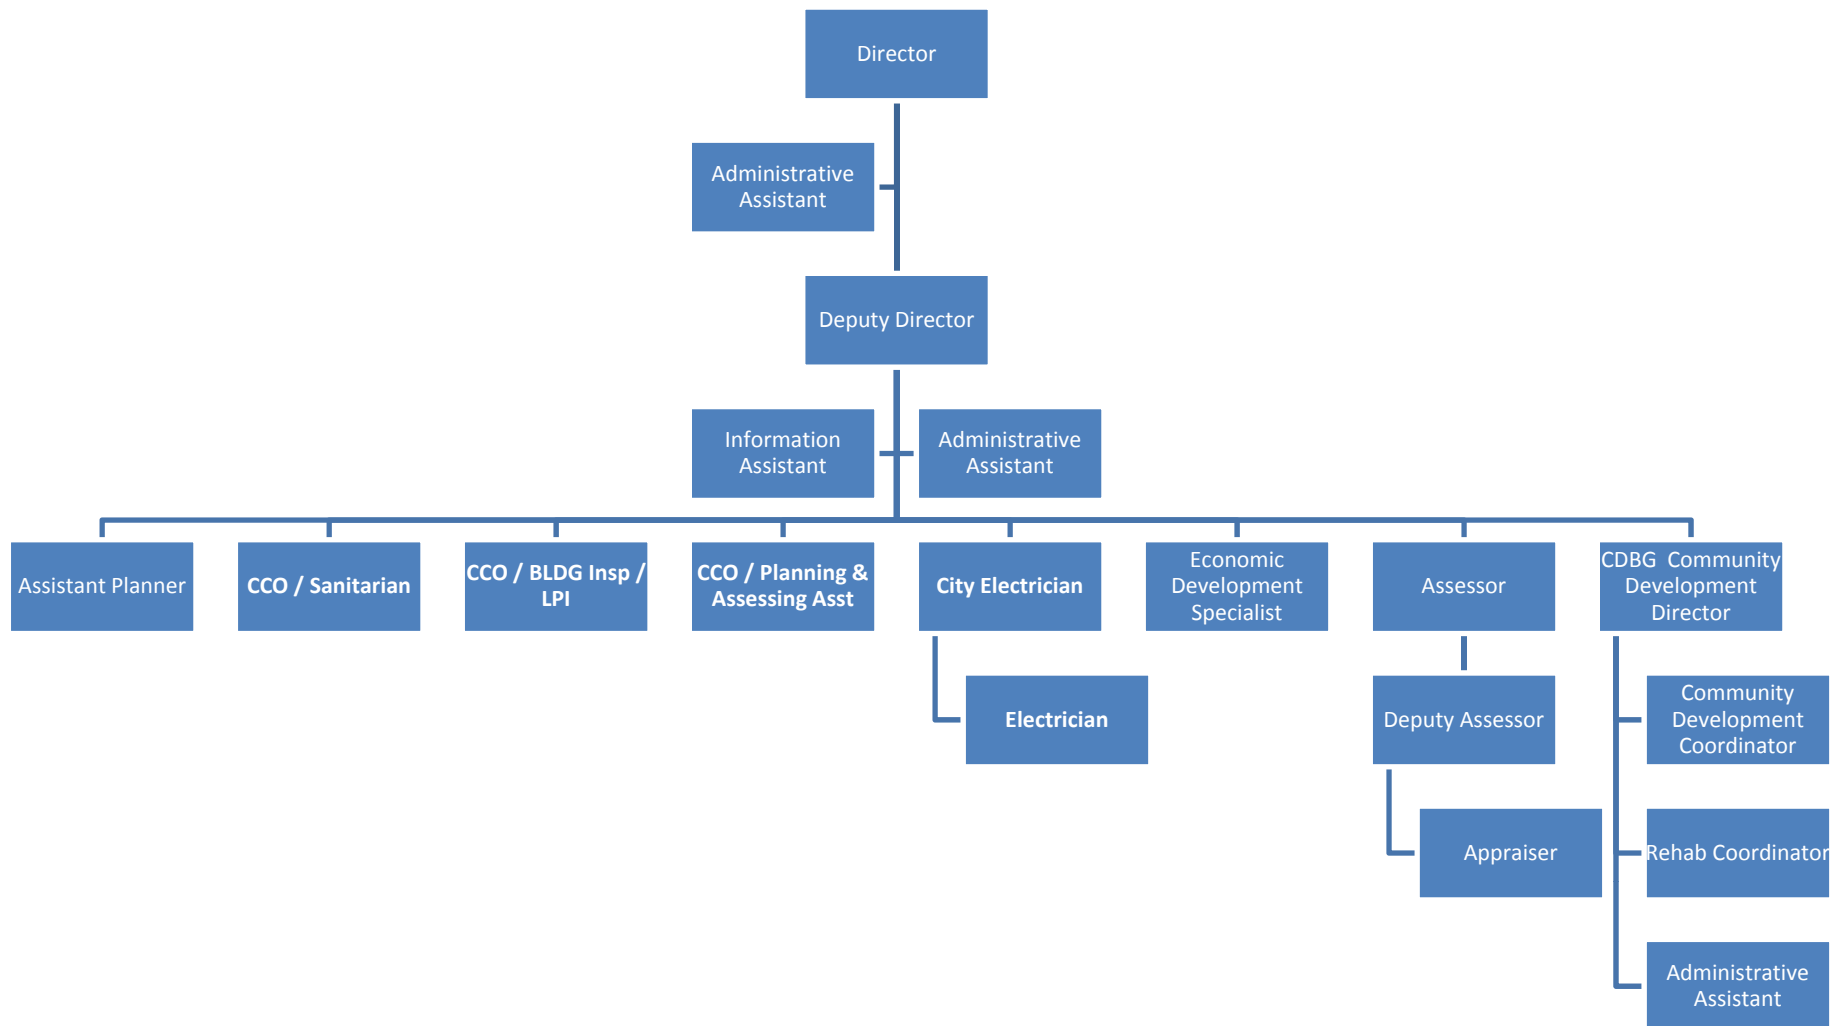 Director
Administrative
Assistant
Deputy Director
Information
Assistant
Administrative
Assistant
Assistant Planner
CCO / Sanitarian
CCO / BLDG Insp /
LPI
CCO / Planning &
Assessing Asst
City Electrician
Economic
Development
Specialist
Assessor
CDBG  Community
Development
Director
Electrician
Deputy Assessor
Community
Development
Coordinator
Appraiser
Rehab Coordinator
Administrative
Assistant